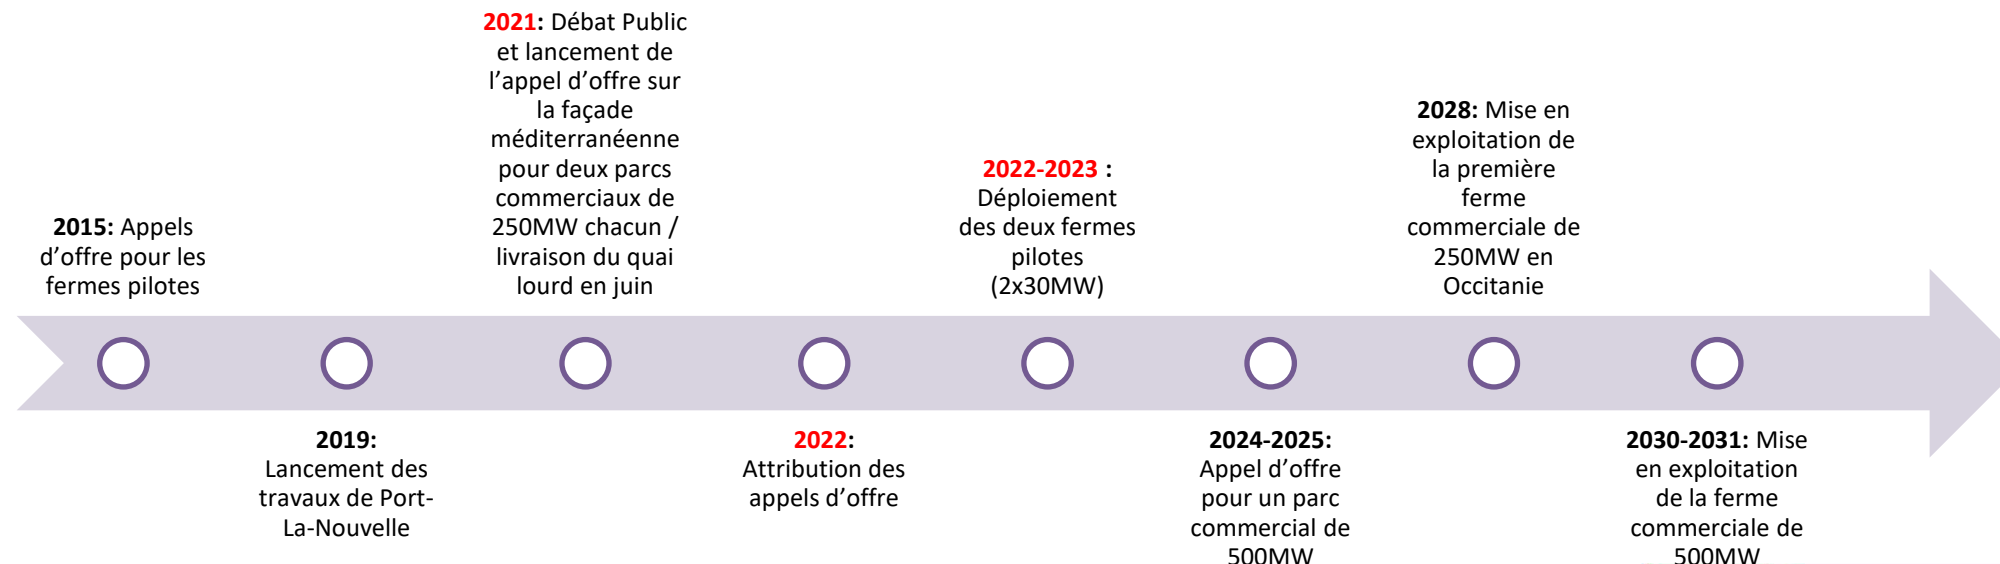 2015: Appels
d’offre pour les
fermes pilotes
2019:
Lancement des
travaux de Port-
La-Nouvelle
2021: Débat Public
et lancement de
l’appel d’offre sur
la façade
méditerranéenne
pour deux parcs
commerciaux de
250MW chacun /
livraison du quai
lourd en juin
2022:
Attribution des
appels d’offre
2022-2023 :
Déploiement
des deux fermes
pilotes
(2x30MW)
2024-2025:
Appel d’offre
pour un parc
commercial de
500MW
2028: Mise en
exploitation de
la première
ferme
commerciale de
250MW en
Occitanie
2030-2031: Mise
en exploitation
de la ferme
commerciale de
500MW